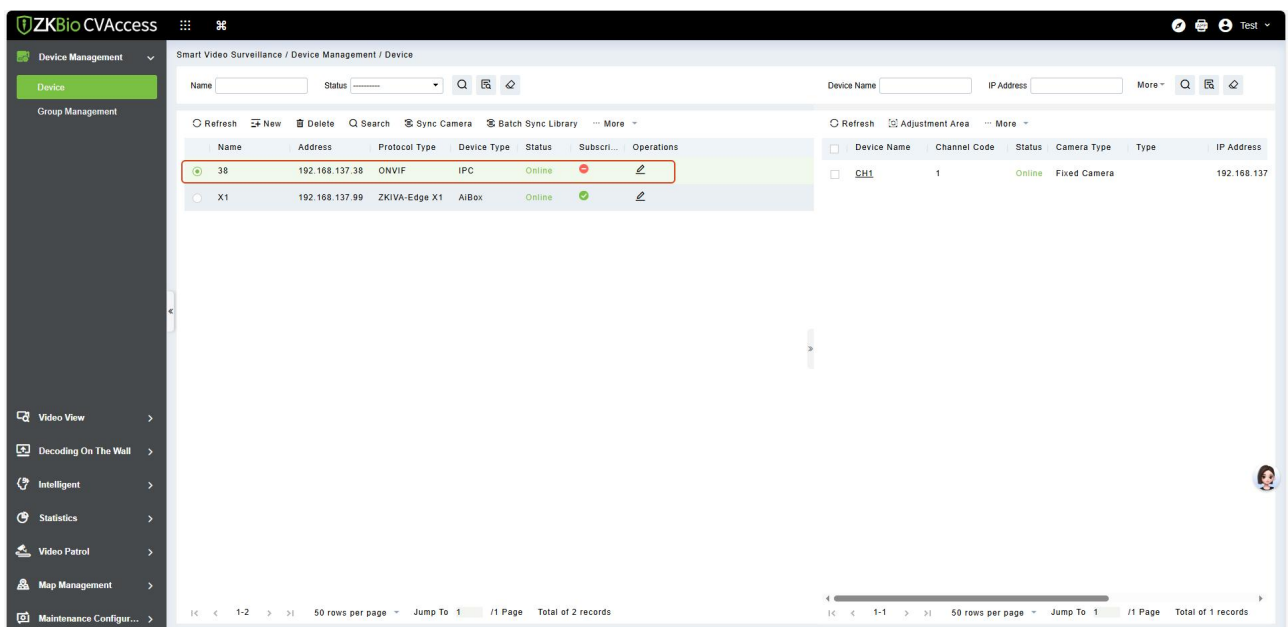 ZKBio CVAccess
Test
Device Management
Device
Group Management
Video View
Decoding On The Wall
Intelligent
Statistics
Video Patrol
Map Management
Maintenance Configur...
Smart Video Surveillance / Device Management / Device
Name Status ----------
Refresh New Delete Search Sync Camera Batch Sync Library ··· More
Name Address Protocol Type Device Type Status Subscri... Operations
38 192.168.137.38 ONVIF IPC Online
X1 192.168.137.99 ZKIVA-Edge X1 AiBox Online
1-2 50 rows per page Jump To 1 /1 Page Total of 2 records
Device Name IP Address More
Refresh Adjustment Area ··· More
Device Name Channel Code Status Camera Type Type IP Address
CH1 1 Online Fixed Camera 192.168.137
1-1 50 rows per page Jump To 1 /1 Page Total of 1 records